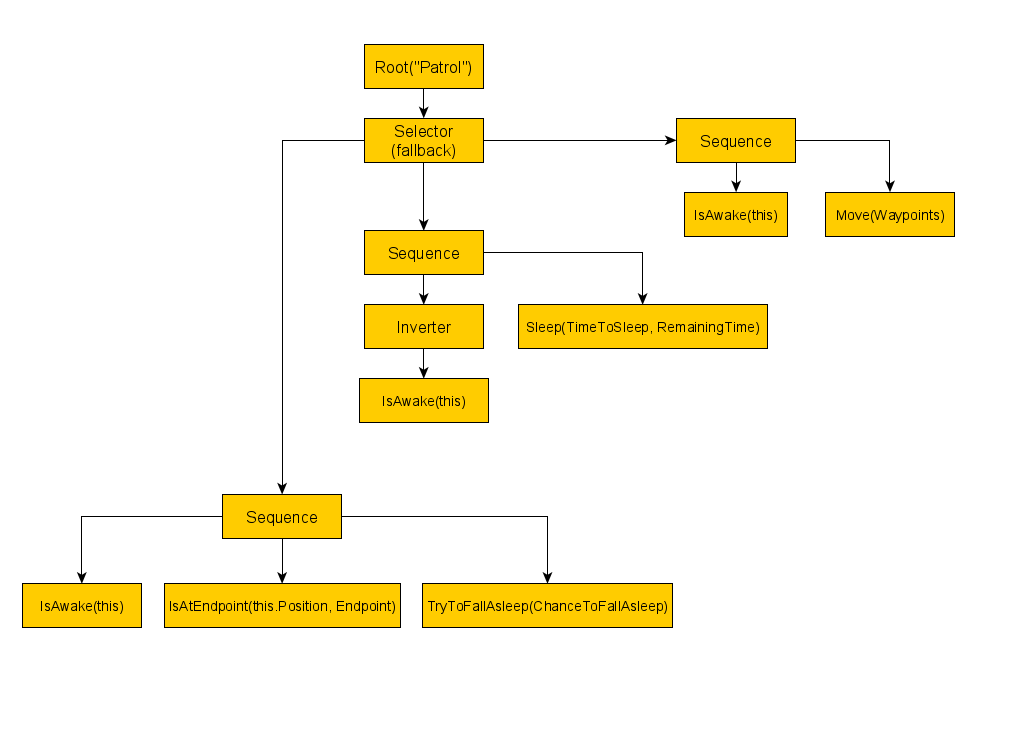 Root("Patrol")
Selector
(fallback)
Sequence
IsAwake(this)
Move(Waypoints)
Sequence
Inverter
Sleep(TimeToSleep, RemainingTime)
IsAwake(this)
Sequence
IsAwake(this)
IsAtEndpoint(this.Position, Endpoint)
TryToFallAsleep(ChanceToFallAsleep)